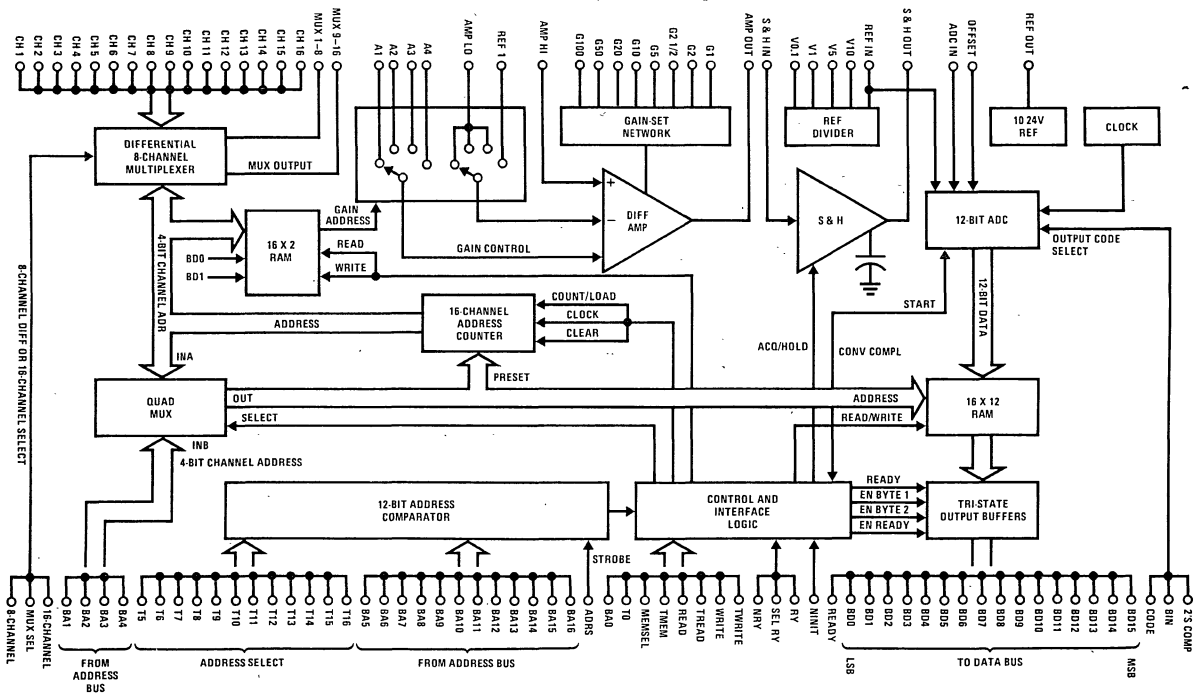 CH 1
CH 2
CH 3
CH 4
CH 5
CH 6
CH 7
CH 8
CH 9
CH 10
CH 11
CH 12
CH 13
CH 14
CH 15
CH 16
MUX 1–8
MUX 9–16
A1
A2
A3
A4
AMP LO
REF 1
AMP HI
G100
G50
G20
G10
G5
G2 1/2
G2
G1
AMP OUT
S & H IN
V0.1
V1
V5
V10
REF IN
S & H OUT
ADC IN
OFFSET
REF OUT
DIFFERENTIAL
8-CHANNEL
MULTIPLEXER
MUX OUTPUT
GAIN-SET
NETWORK
REF
DIVIDER
10 24V
REF
CLOCK
+
–
DIFF
AMP
S & H
12-BIT ADC
OUTPUT CODE
SELECT
GAIN
ADDRESS
GAIN CONTROL
16 X 2
RAM
READ
WRITE
BD0
BD1
4-BIT CHANNEL ADR
8-CHANNEL DIFF OR 16-CHANNEL SELECT
ADDRESS
16-CHANNEL
ADDRESS
COUNTER
COUNT/LOAD
CLOCK
CLEAR
START
12-BIT DATA
ACQ/HOLD
CONV COMPL
INA
PRESET
QUAD
MUX
OUT
SELECT
ADDRESS
READ/WRITE
16 X 12
RAM
INB
4-BIT CHANNEL ADDRESS
12-BIT ADDRESS
COMPARATOR
CONTROL AND
INTERFACE
LOGIC
READY
EN BYTE 1
EN BYTE 2
EN READY
TRI-STATE
OUTPUT BUFFERS
STROBE
8-CHANNEL
MUX SEL
16-CHANNEL
BA1
BA2
BA3
BA4
T5
T6
T7
T8
T9
T10
T11
T12
T13
T14
T15
T16
BA5
BA6
BA7
BA8
BA9
BA10
BA11
BA12
BA13
BA14
BA15
BA16
ADRS
BA0
T0
MEMSEL
TMEM
READ
TREAD
WRITE
TWRITE
NRY
SEL RY
RY
NINIT
READY
BD0
BD1
BD2
BD3
BD4
BD5
BD6
BD7
BD8
BD9
BD10
BD11
BD12
BD13
BD14
BD15
CODE
BIN
2'S COMP
FROM
ADDRESS
BUS
ADDRESS SELECT
FROM ADDRESS BUS
LSB
TO DATA BUS
MSB